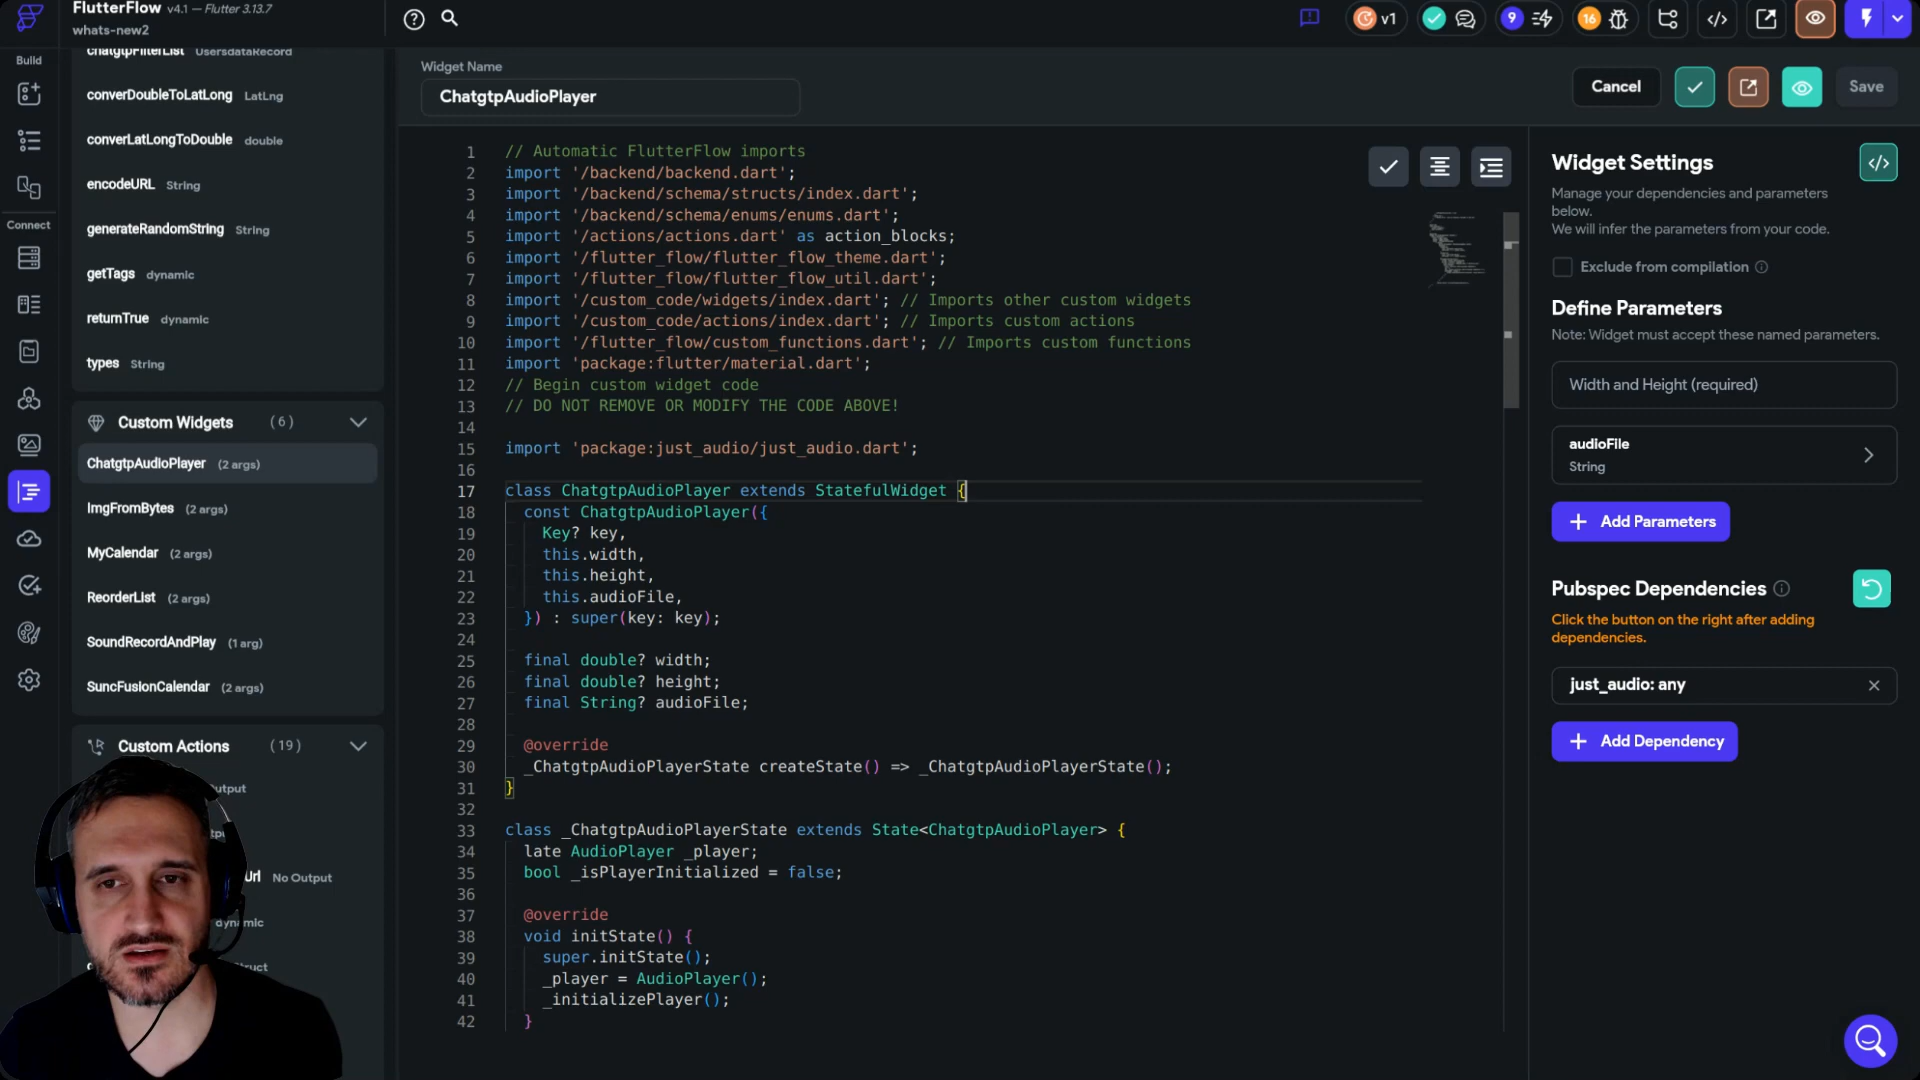 FlutterFlow v4.1 — Flutter 3.13.7
whats-new2
v1
9
16
Build
Connect
chatgptFilterList UsersdataRecord
converDoubleToLatLong LatLng
converLatLongToDouble double
encodeURL String
generateRandomString String
getTags dynamic
returnTrue dynamic
types String
Custom Widgets (6)
ChatgtpAudioPlayer (2 args)
ImgFromBytes (2 args)
MyCalendar (2 args)
ReorderList (2 args)
SoundRecordAndPlay (1 arg)
SuncFusionCalendar (2 args)
Custom Actions (19)
utput
Url No Output
dynamic
Struct
Widget Name
ChatgtpAudioPlayer
Cancel
Save
1 // Automatic FlutterFlow imports
2 import '/backend/backend.dart';
3 import '/backend/schema/structs/index.dart';
4 import '/backend/schema/enums/enums.dart';
5 import '/actions/actions.dart' as action_blocks;
6 import '/flutter_flow/flutter_flow_theme.dart';
7 import '/flutter_flow/flutter_flow_util.dart';
8 import '/custom_code/widgets/index.dart'; // Imports other custom widgets
9 import '/custom_code/actions/index.dart'; // Imports custom actions
10 import '/flutter_flow/custom_functions.dart'; // Imports custom functions
11 import 'package:flutter/material.dart';
12 // Begin custom widget code
13 // DO NOT REMOVE OR MODIFY THE CODE ABOVE!
14
15 import 'package:just_audio/just_audio.dart';
16
17 class ChatgtpAudioPlayer extends StatefulWidget {
18 const ChatgtpAudioPlayer({
19 Key? key,
20 this.width,
21 this.height,
22 this.audioFile,
23 }) : super(key: key);
24
25 final double? width;
26 final double? height;
27 final String? audioFile;
28
29 @override
30 _ChatgtpAudioPlayerState createState() => _ChatgtpAudioPlayerState();
31 }
32
33 class _ChatgtpAudioPlayerState extends State<ChatgtpAudioPlayer> {
34 late AudioPlayer _player;
35 bool _isPlayerInitialized = false;
36
37 @override
38 void initState() {
39 super.initState();
40 _player = AudioPlayer();
41 _initializePlayer();
42 }
Widget Settings
Manage your dependencies and parameters
below.
We will infer the parameters from your code.
Exclude from compilation
Define Parameters
Note: Widget must accept these named parameters.
Width and Height (required)
audioFile
String
+ Add Parameters
Pubspec Dependencies
Click the button on the right after adding
dependencies.
just_audio: any
+ Add Dependency